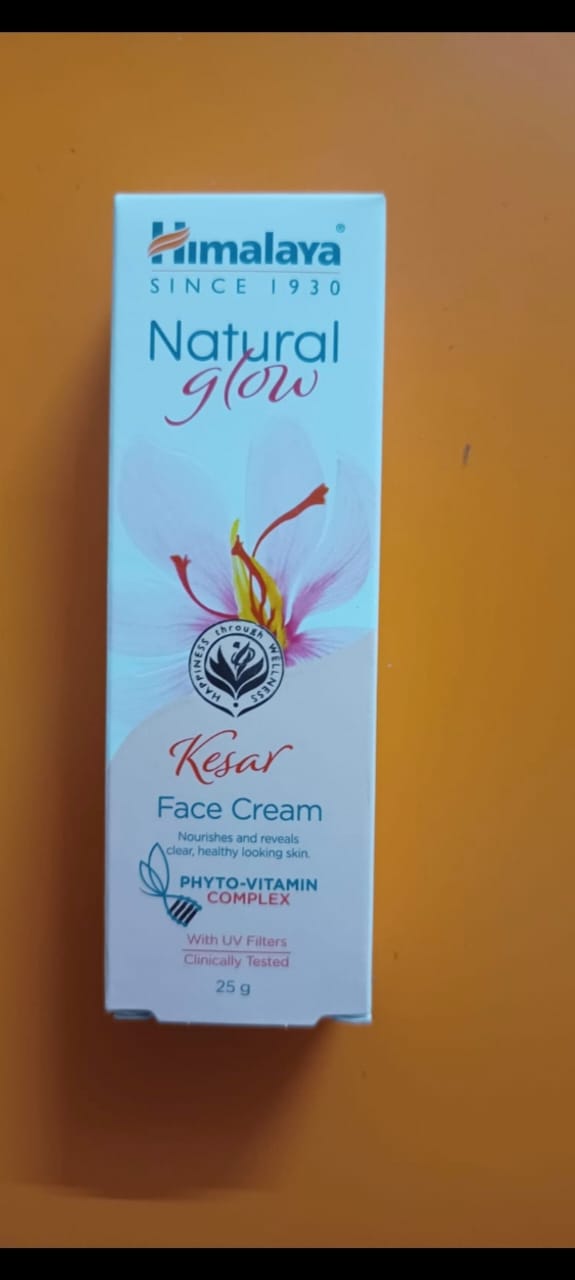 Himalaya®
SINCE 1930
Natural
glow
HAPPINESS through WELLNESS
Kesar
Face Cream
Nourishes and reveals
clear, healthy looking skin.
PHYTO-VITAMIN
COMPLEX
With UV Filters
Clinically Tested
25 g